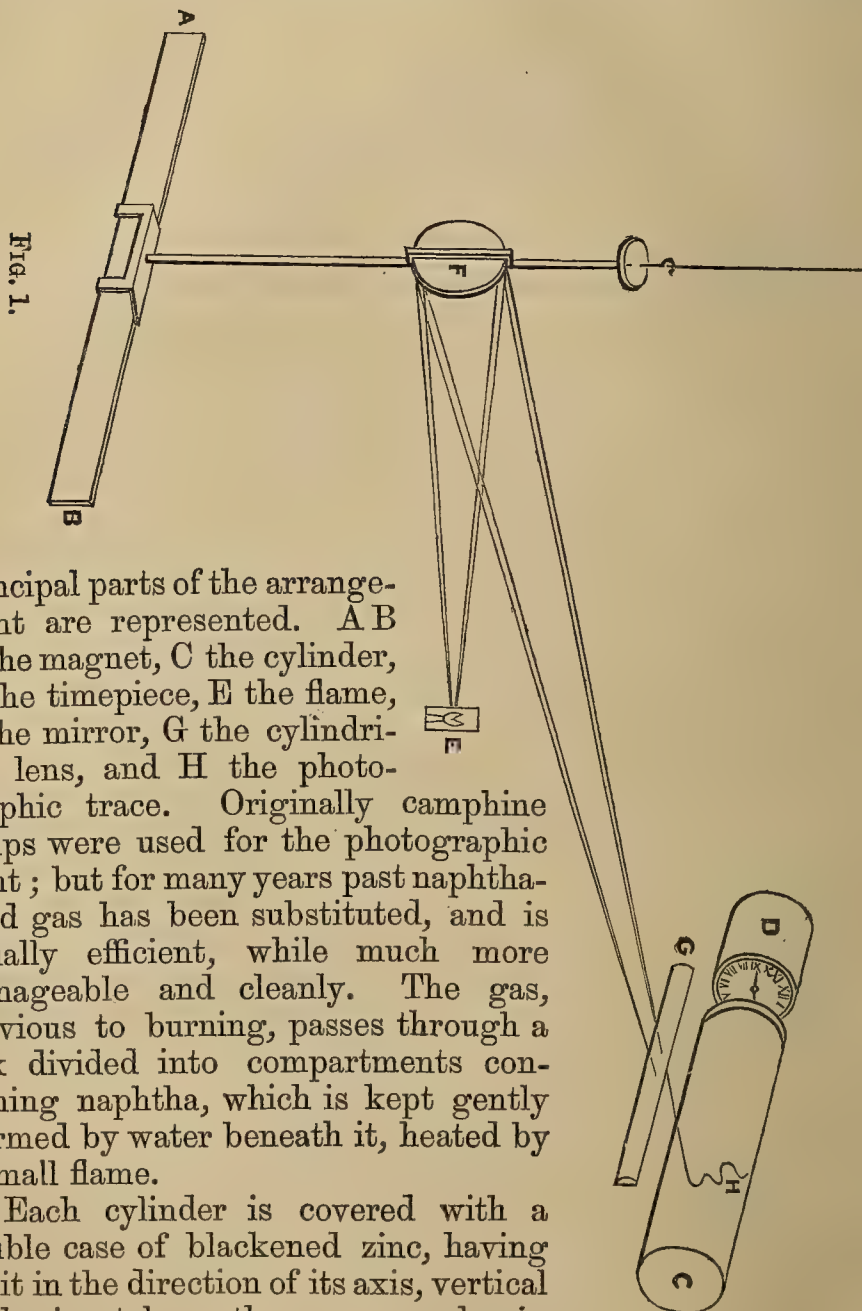 A
FIG. 1.
F
B
ncipal parts of the arrange-
nt are represented. A B
he magnet, C the cylinder,
he timepiece, E the flame,
he mirror, G the cylindri-
lens, and H the photo-
phic trace. Originally camphine
ps were used for the photographic
nt; but for many years past naphtha-
d gas has been substituted, and is
ally efficient, while much more
nageable and cleanly. The gas,
vious to burning, passes through a
divided into compartments con-
ning naphtha, which is kept gently
rmed by water beneath it, heated by
mall flame.
Each cylinder is covered with a
ible case of blackened zinc, having
it in the direction of its axis, vertical
E
G
D
H
C